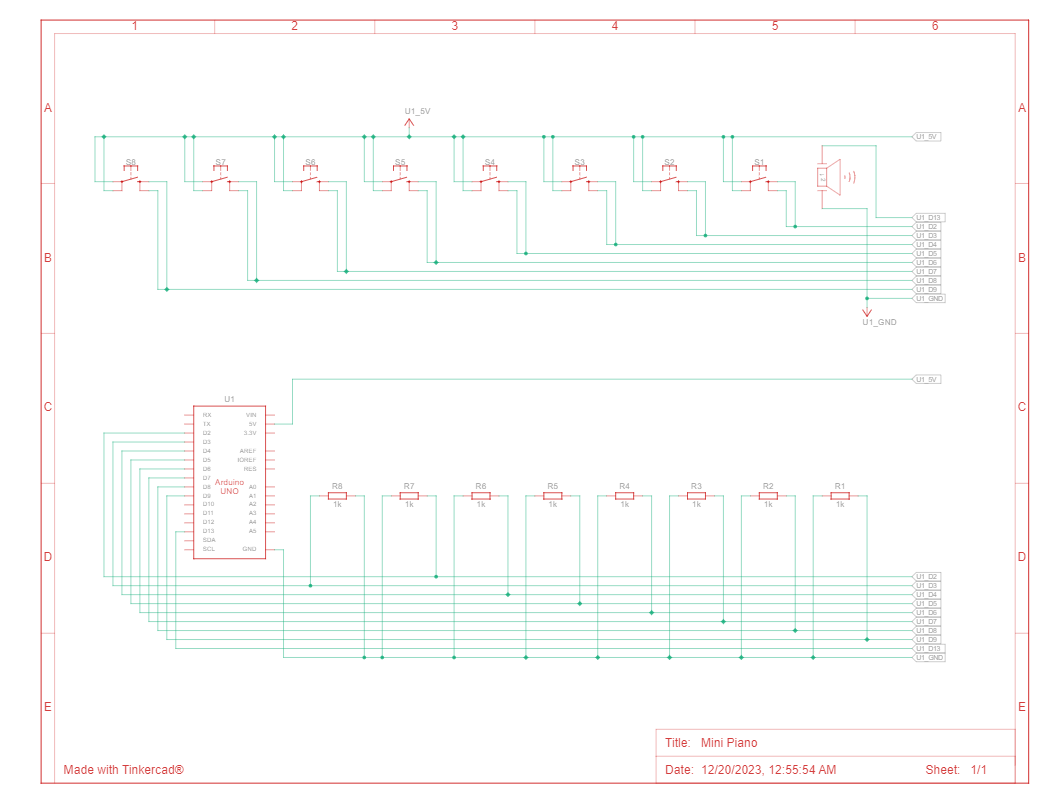 1 2 3 4 5 6
A A
U1_5V
U1_5V
S8 S7 S6 S5 S4 S3 S2 S1
U1_D13
U1_D2
U1_D3
U1_D4
B B
U1_D5
U1_D6
U1_D7
U1_D8
U1_D9
U1_GND
U1_GND
U1_5V
C C
U1
RX VIN
TX 5V
D2 3.3V
D3
D4 AREF
D5 IOREF
D6 RES
D7
Arduino
UNO
D8 A0
D9 A1
D10 A2
D11 A3
D12 A4
D13 A5
SDA
SCL GND
R8 R7 R6 R5 R4 R3 R2 R1
1k 1k 1k 1k 1k 1k 1k 1k
D D
U1_D2
U1_D3
U1_D4
U1_D5
U1_D6
U1_D7
U1_D8
U1_D9
U1_D13
U1_GND
E E
Title: Mini Piano
Made with Tinkercad®
Date: 12/20/2023, 12:55:54 AM Sheet: 1/1